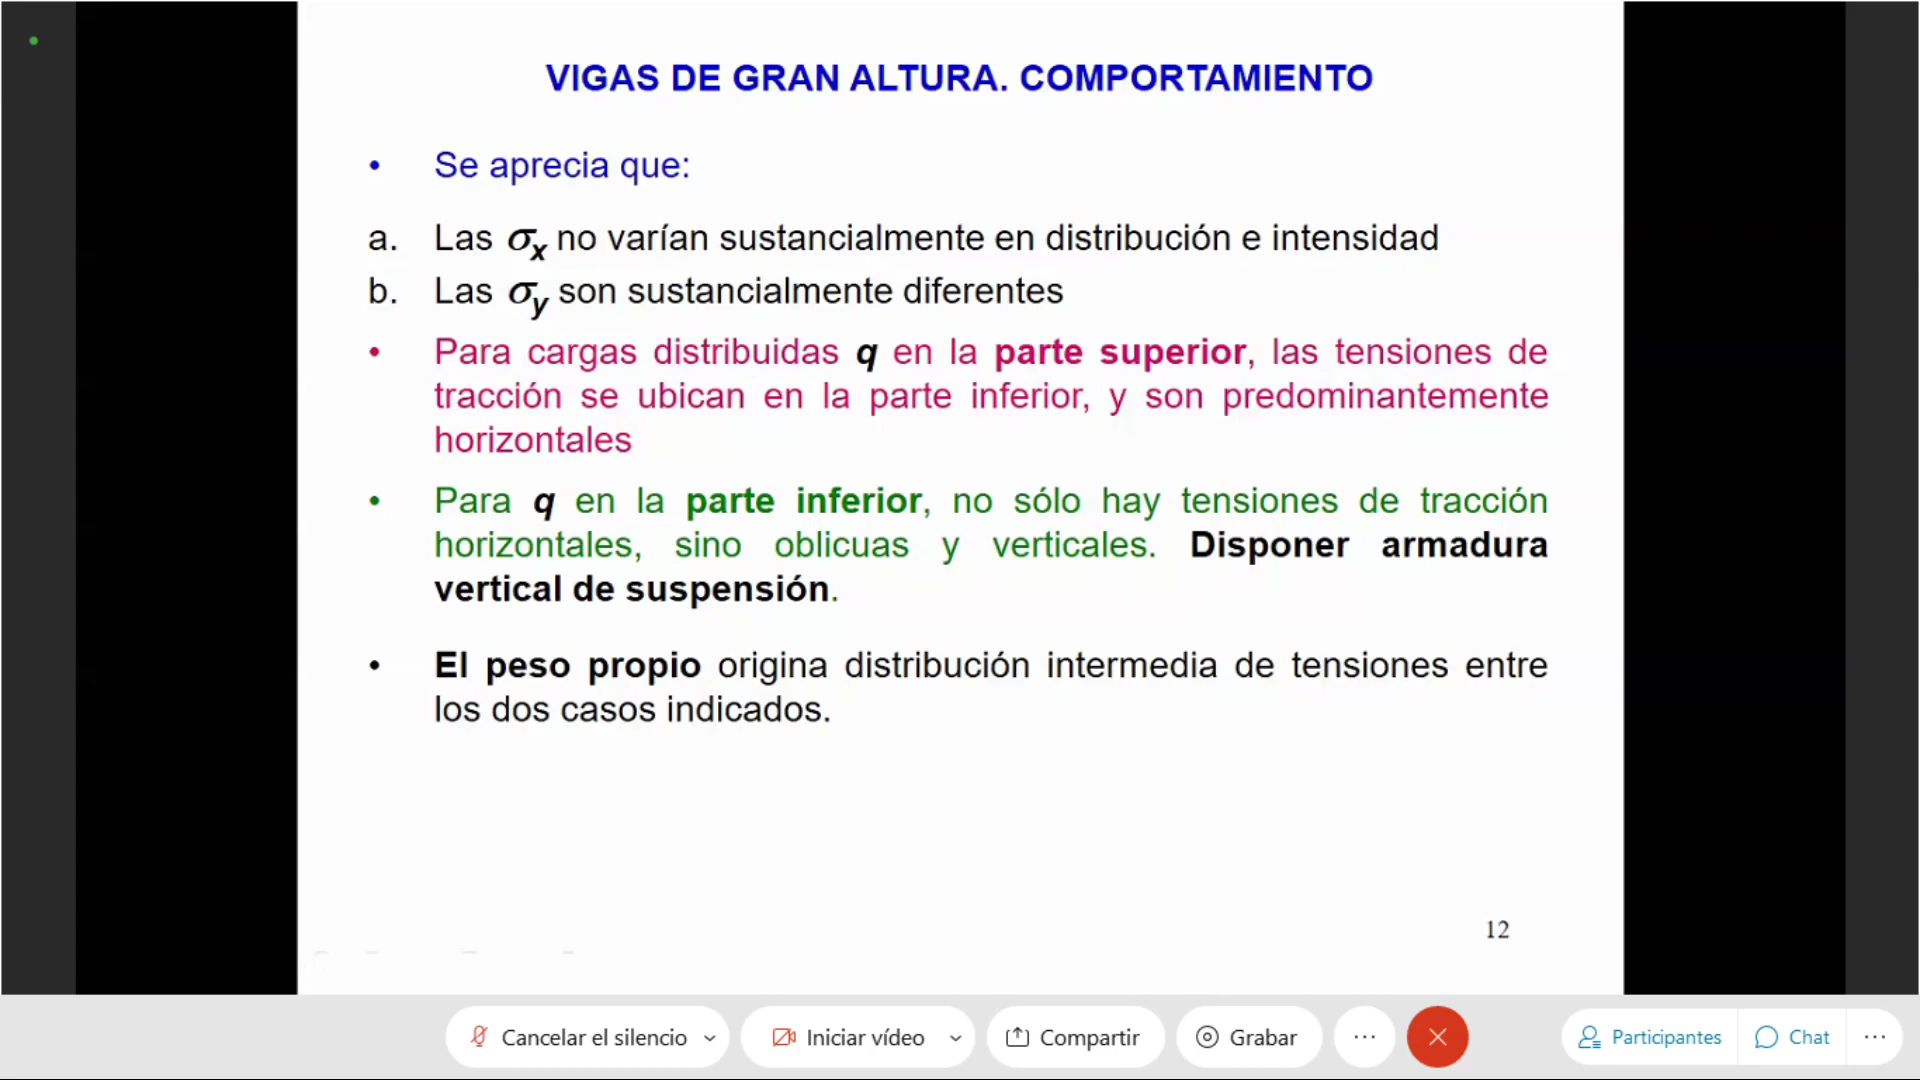 VIGAS DE GRAN ALTURA. COMPORTAMIENTO
• Se aprecia que:
a. Las σx no varían sustancialmente en distribución e intensidad
b. Las σy son sustancialmente diferentes
• Para cargas distribuidas q en la parte superior, las tensiones de
tracción se ubican en la parte inferior, y son predominantemente
horizontales
• Para q en la parte inferior, no sólo hay tensiones de tracción
horizontales, sino oblicuas y verticales. Disponer armadura
vertical de suspensión.
• El peso propio origina distribución intermedia de tensiones entre
los dos casos indicados.
12
Cancelar el silencio Iniciar vídeo Compartir Grabar ... Participantes Chat ...